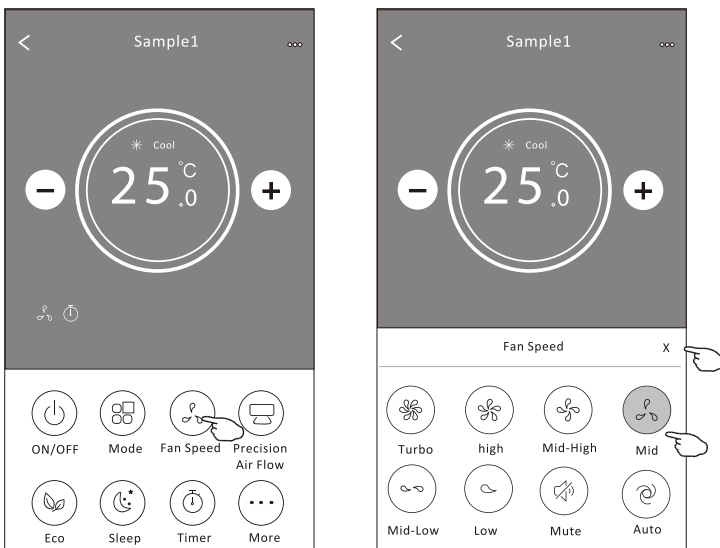 Sample1
Cool
25.0 °C
ON/OFF Mode Fan Speed Precision
Air Flow
Eco Sleep Timer More
Sample1
Cool
25.0 °C
Fan Speed X
Turbo high Mid-High Mid
Mid-Low Low Mute Auto